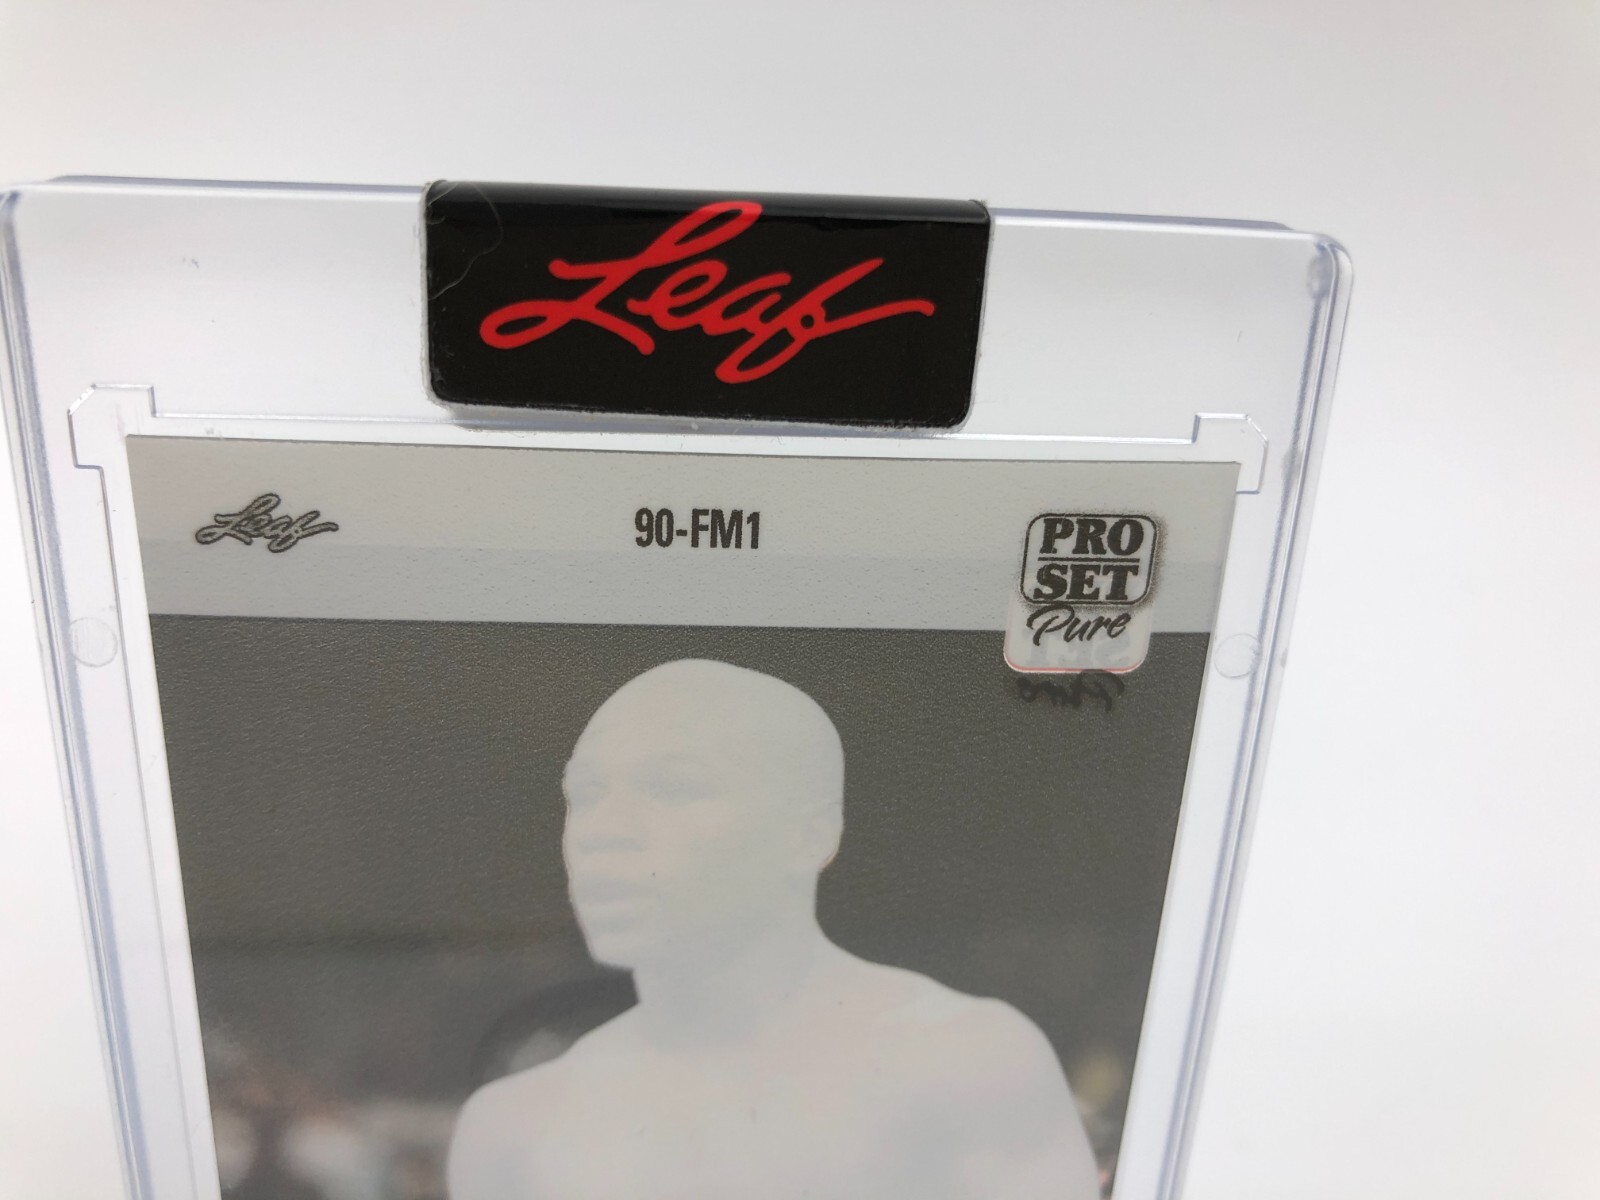 Leaf
Leaf
90-FM1
PRO
SET
Pure